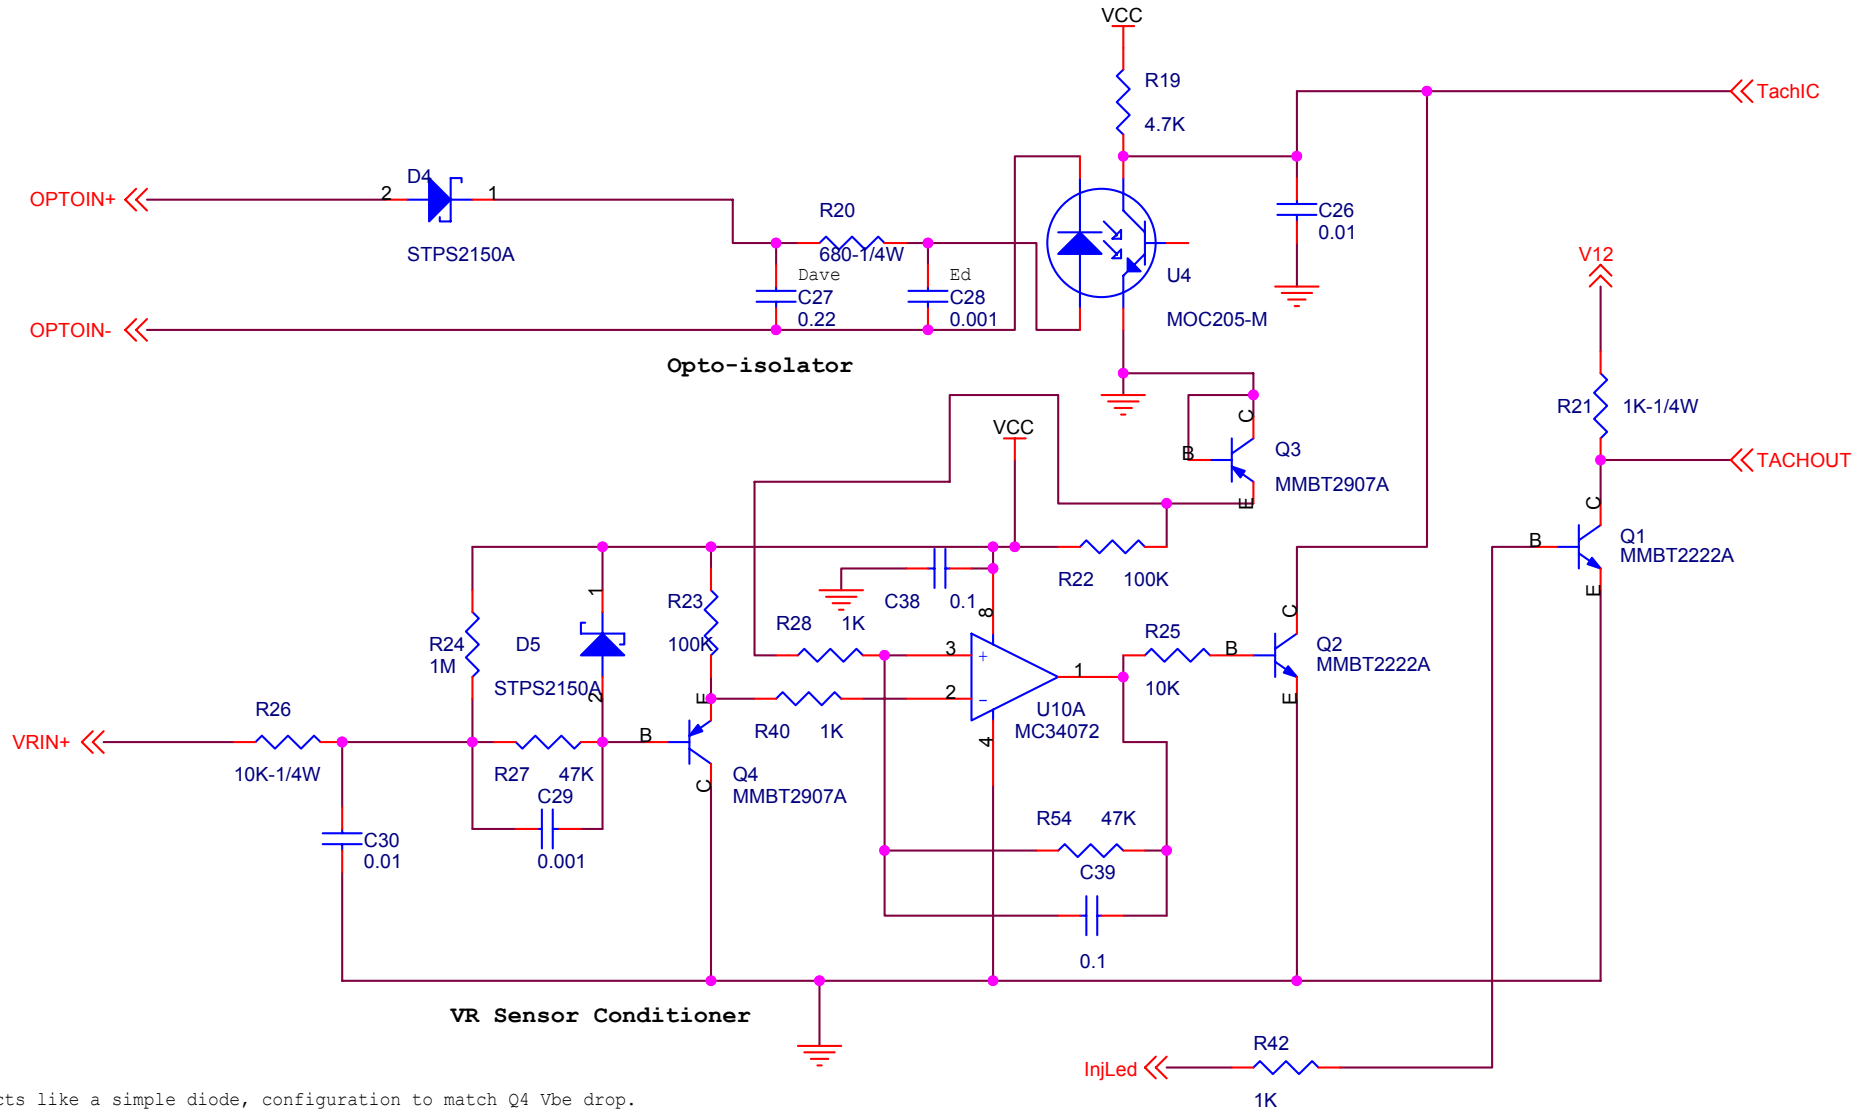 VCC
R19
4.7K
TachIC
D4
2
1
OPTOIN+
STPS2150A
R20
680-1/4W
C26
0.01
Dave
C27
0.22
Ed
C28
0.001
U4
MOC205-M
OPTOIN-
Opto-isolator
V12
R21
1K-1/4W
TACHOUT
VCC
C
B
E
Q3
MMBT2907A
C
B
E
Q1
MMBT2222A
R22
100K
C38
0.1
R23
100K
R24
1M
D5
1
2
STPS2150A
R28
1K
3
+
8
2
-
4
1
U10A
MC34072
R40
1K
R25
10K
C
B
E
Q2
MMBT2222A
VRIN+
R26
10K-1/4W
R27
47K
C29
0.001
E
B
C
Q4
MMBT2907A
C30
0.01
R54
47K
C39
0.1
VR Sensor Conditioner
InjLed
R42
1K
cts like a simple diode, configuration to match Q4 Vbe drop.